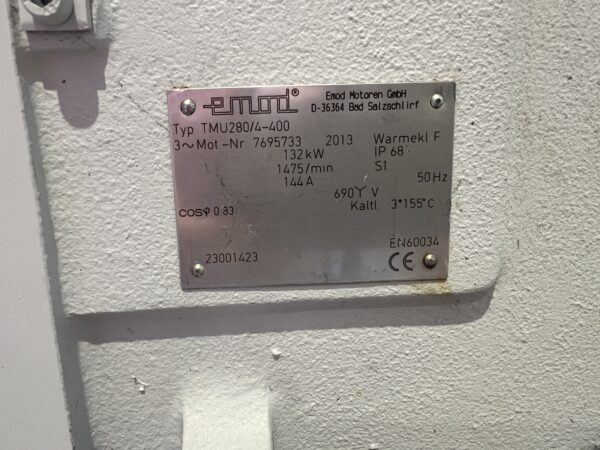 emod® Emod Motoren GmbH
D-36364 Bad Salzschlirf
Typ TMU280/4-400
3~Mot.-Nr. 7695733 2013 Warmekl. F
132 kW IP 68
1475/min S1
144 A 50 Hz
690Y V
Kaltl. 3*155°C
cosφ 0.83
23001423 EN60034
CE